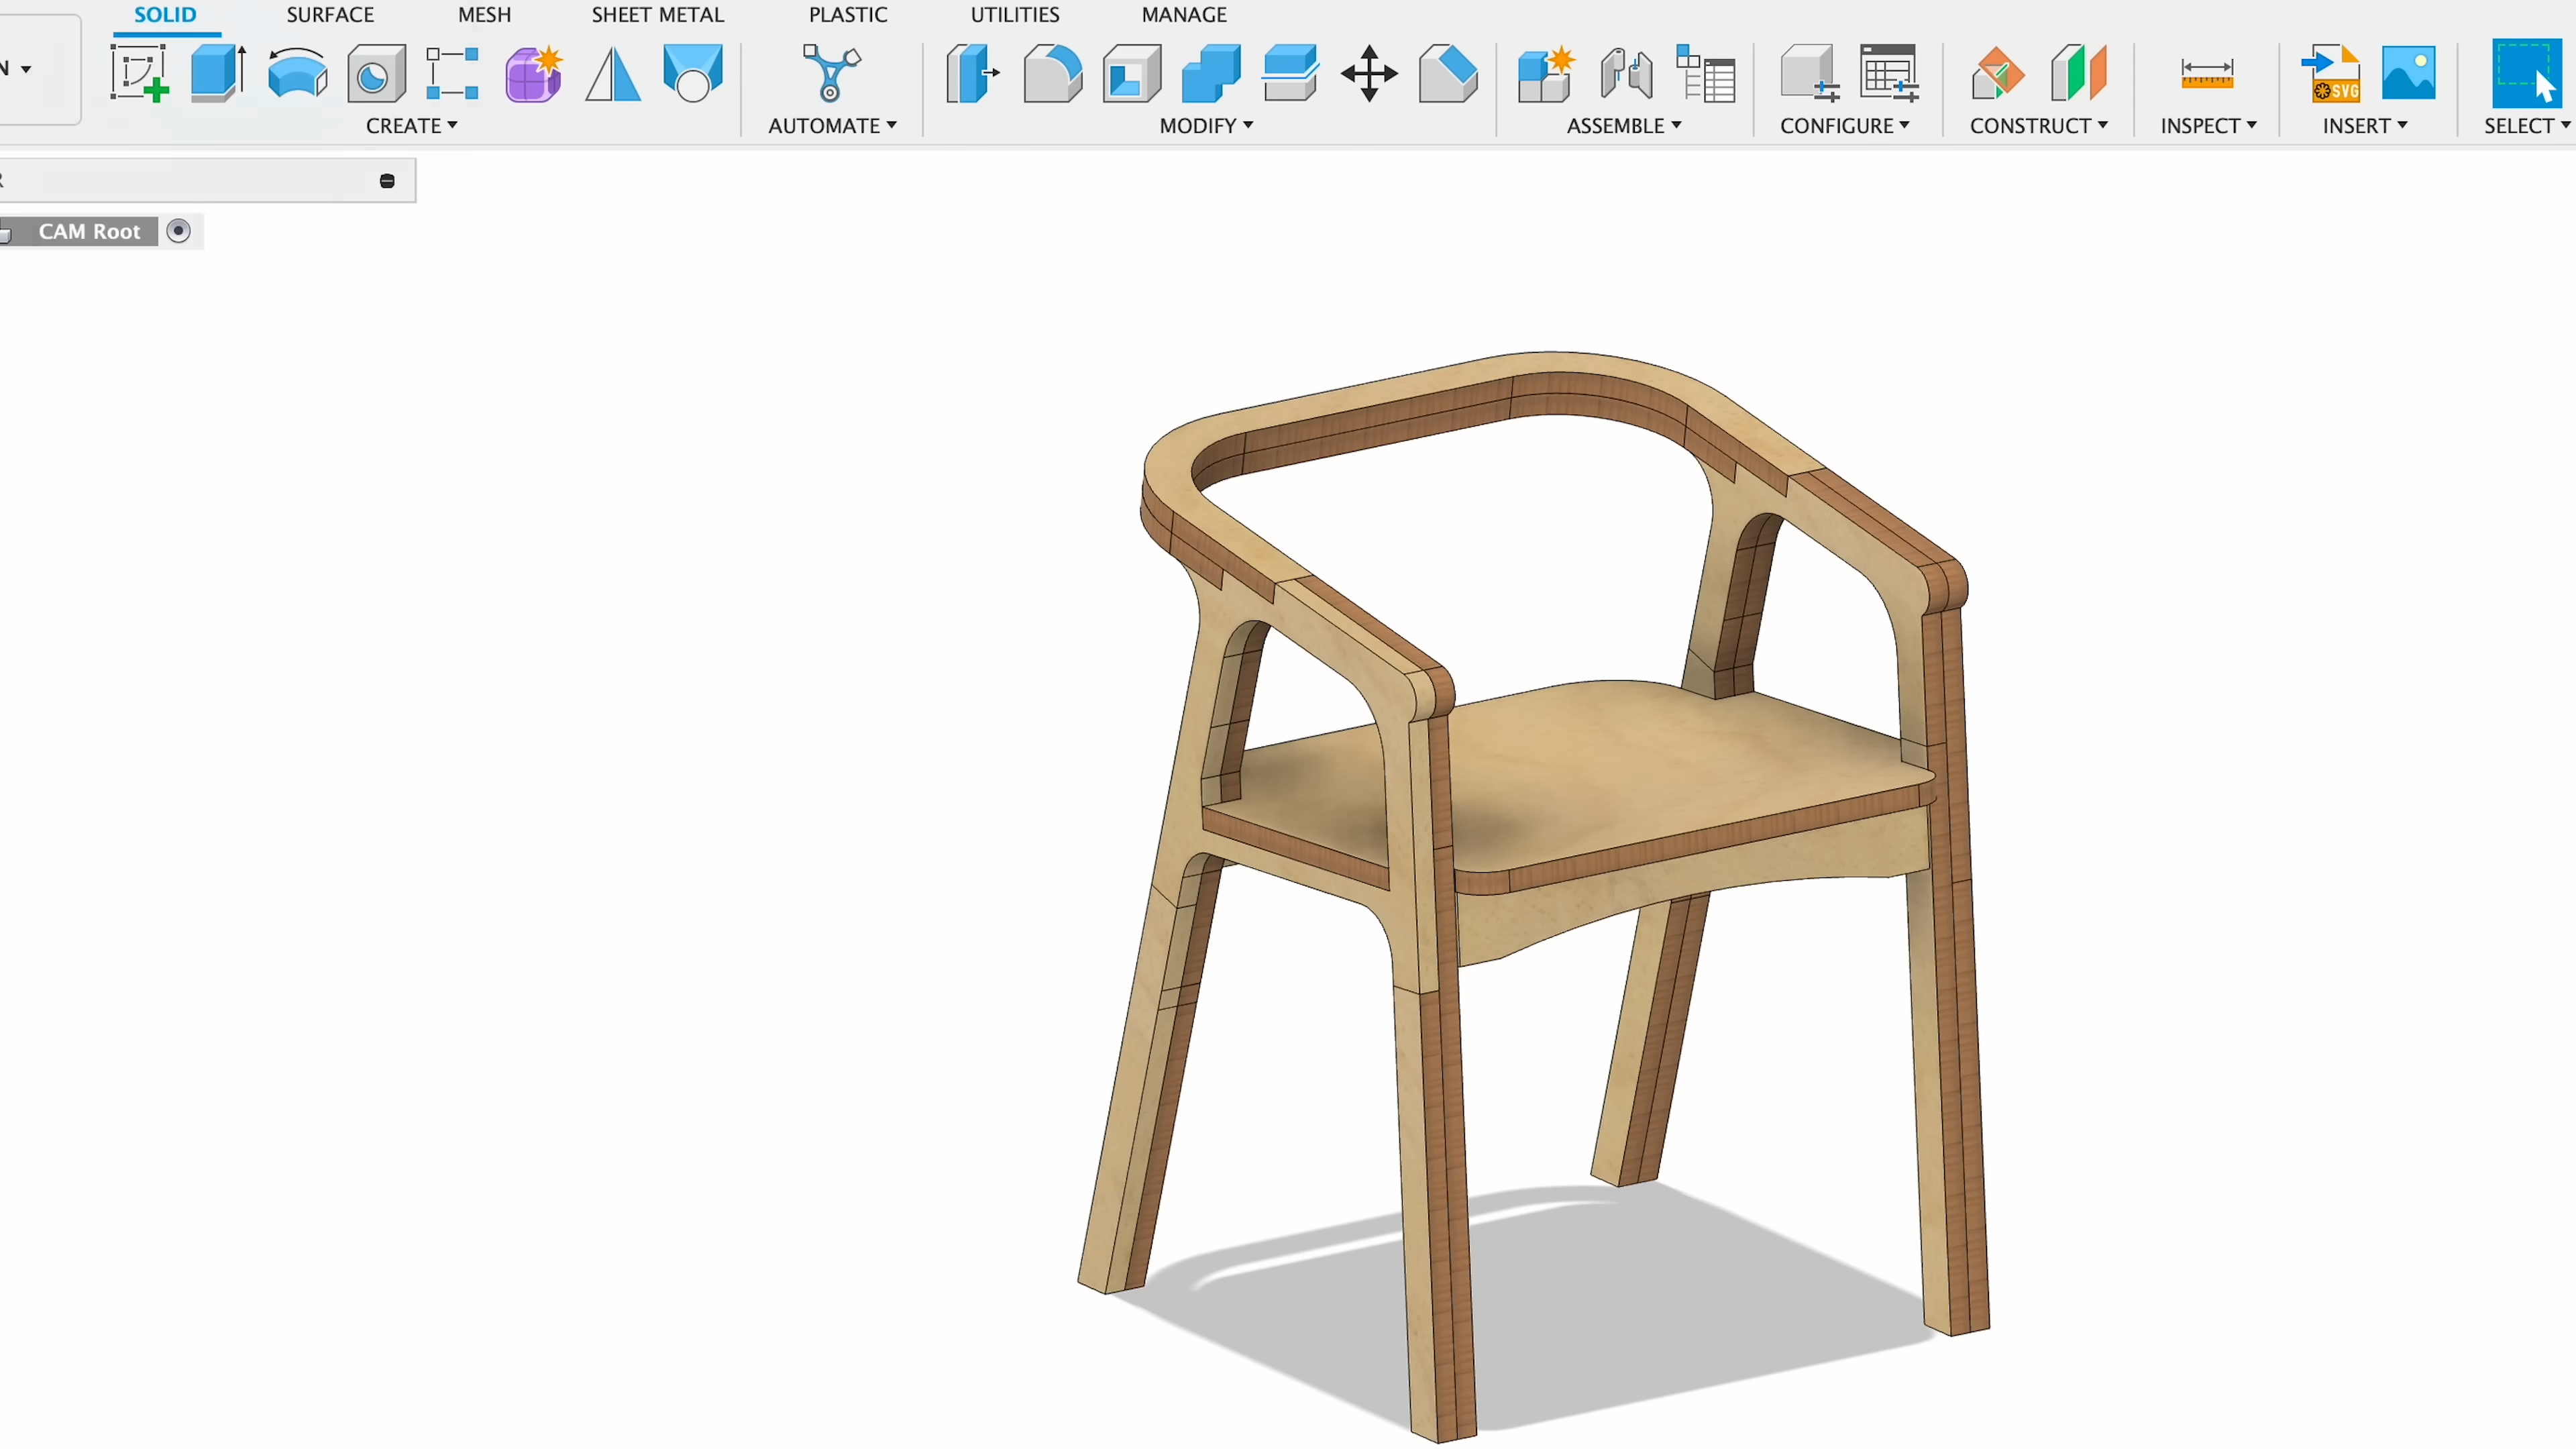 SOLID SURFACE MESH SHEET METAL PLASTIC UTILITIES MANAGE
N
SVG
CREATE AUTOMATE MODIFY ASSEMBLE CONFIGURE CONSTRUCT INSPECT INSERT SELECT
CAM Root